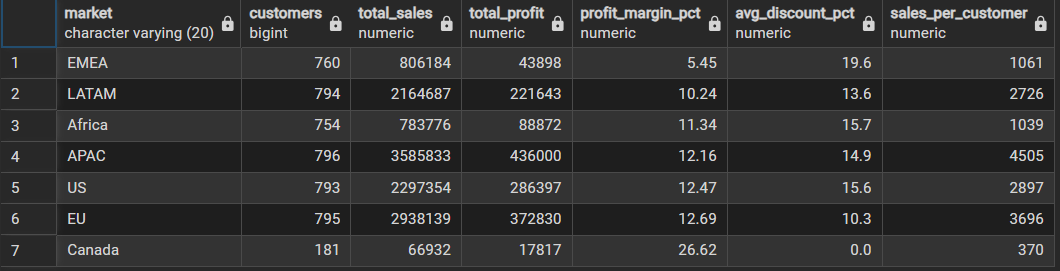 market customers total_sales total_profit profit_margin_pct avg_discount_pct sales_per_customer
character varying (20) bigint numeric numeric numeric numeric numeric
1 EMEA 760 806184 43898 5.45 19.6 1061
2 LATAM 794 2164687 221643 10.24 13.6 2726
3 Africa 754 783776 88872 11.34 15.7 1039
4 APAC 796 3585833 436000 12.16 14.9 4505
5 US 793 2297354 286397 12.47 15.6 2897
6 EU 795 2938139 372830 12.69 10.3 3696
7 Canada 181 66932 17817 26.62 0.0 370